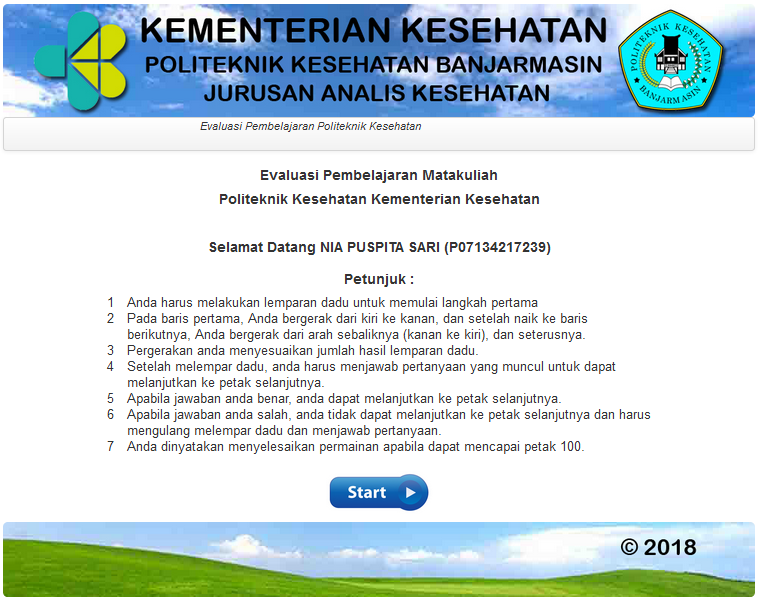 KEMENTERIAN KESEHATAN
POLITEKNIK KESEHATAN BANJARMASIN
JURUSAN ANALIS KESEHATAN
POLITEKNIK KESEHATAN
BANJARMASIN
Evaluasi Pembelajaran Politeknik Kesehatan
Evaluasi Pembelajaran Matakuliah
Politeknik Kesehatan Kementerian Kesehatan
Selamat Datang NIA PUSPITA SARI (P07134217239)
Petunjuk :
1 Anda harus melakukan lemparan dadu untuk memulai langkah pertama
2 Pada baris pertama, Anda bergerak dari kiri ke kanan, dan setelah naik ke baris
berikutnya, Anda bergerak dari arah sebaliknya (kanan ke kiri), dan seterusnya.
3 Pergerakan anda menyesuaikan jumlah hasil lemparan dadu.
4 Setelah melempar dadu, anda harus menjawab pertanyaan yang muncul untuk dapat
melanjutkan ke petak selanjutnya.
5 Apabila jawaban anda benar, anda dapat melanjutkan ke petak selanjutnya.
6 Apabila jawaban anda salah, anda tidak dapat melanjutkan ke petak selanjutnya dan harus
mengulang melempar dadu dan menjawab pertanyaan.
7 Anda dinyatakan menyelesaikan permainan apabila dapat mencapai petak 100.
Start
© 2018